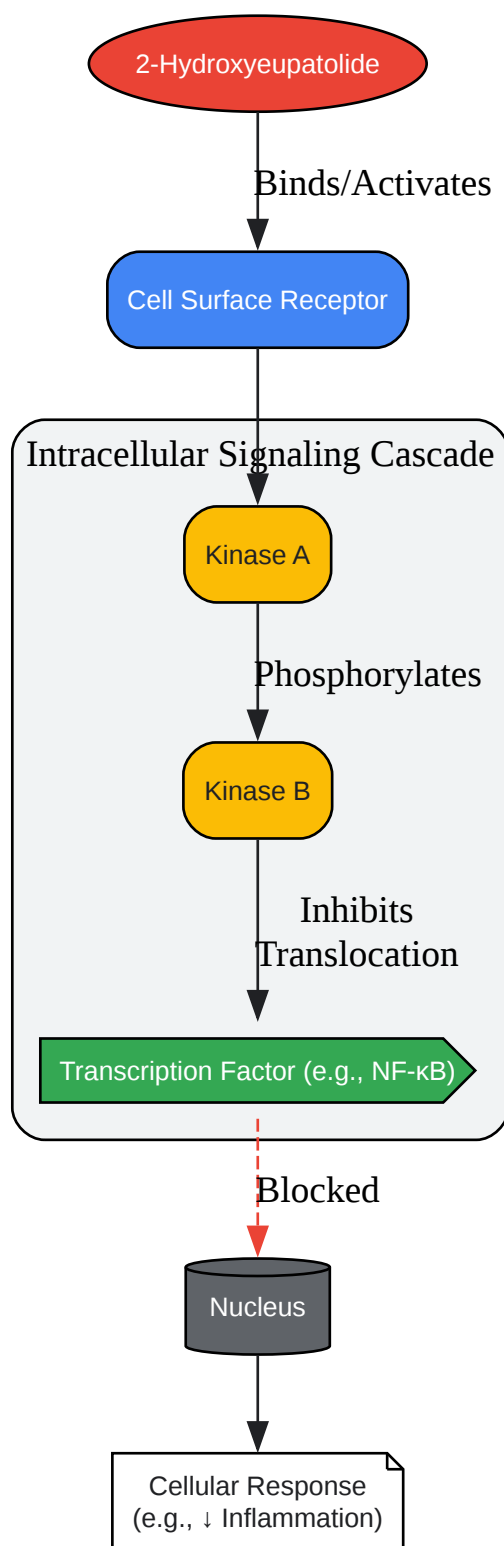 2-Hydroxyeupatolide
Binds/Activates
Cell Surface Receptor
Intracellular Signaling Cascade
Kinase A
Phosphorylates
Kinase B
Inhibits
Translocation
Transcription Factor (e.g., NF-κB)
Blocked
Nucleus
Cellular Response
(e.g., ↓ Inflammation)